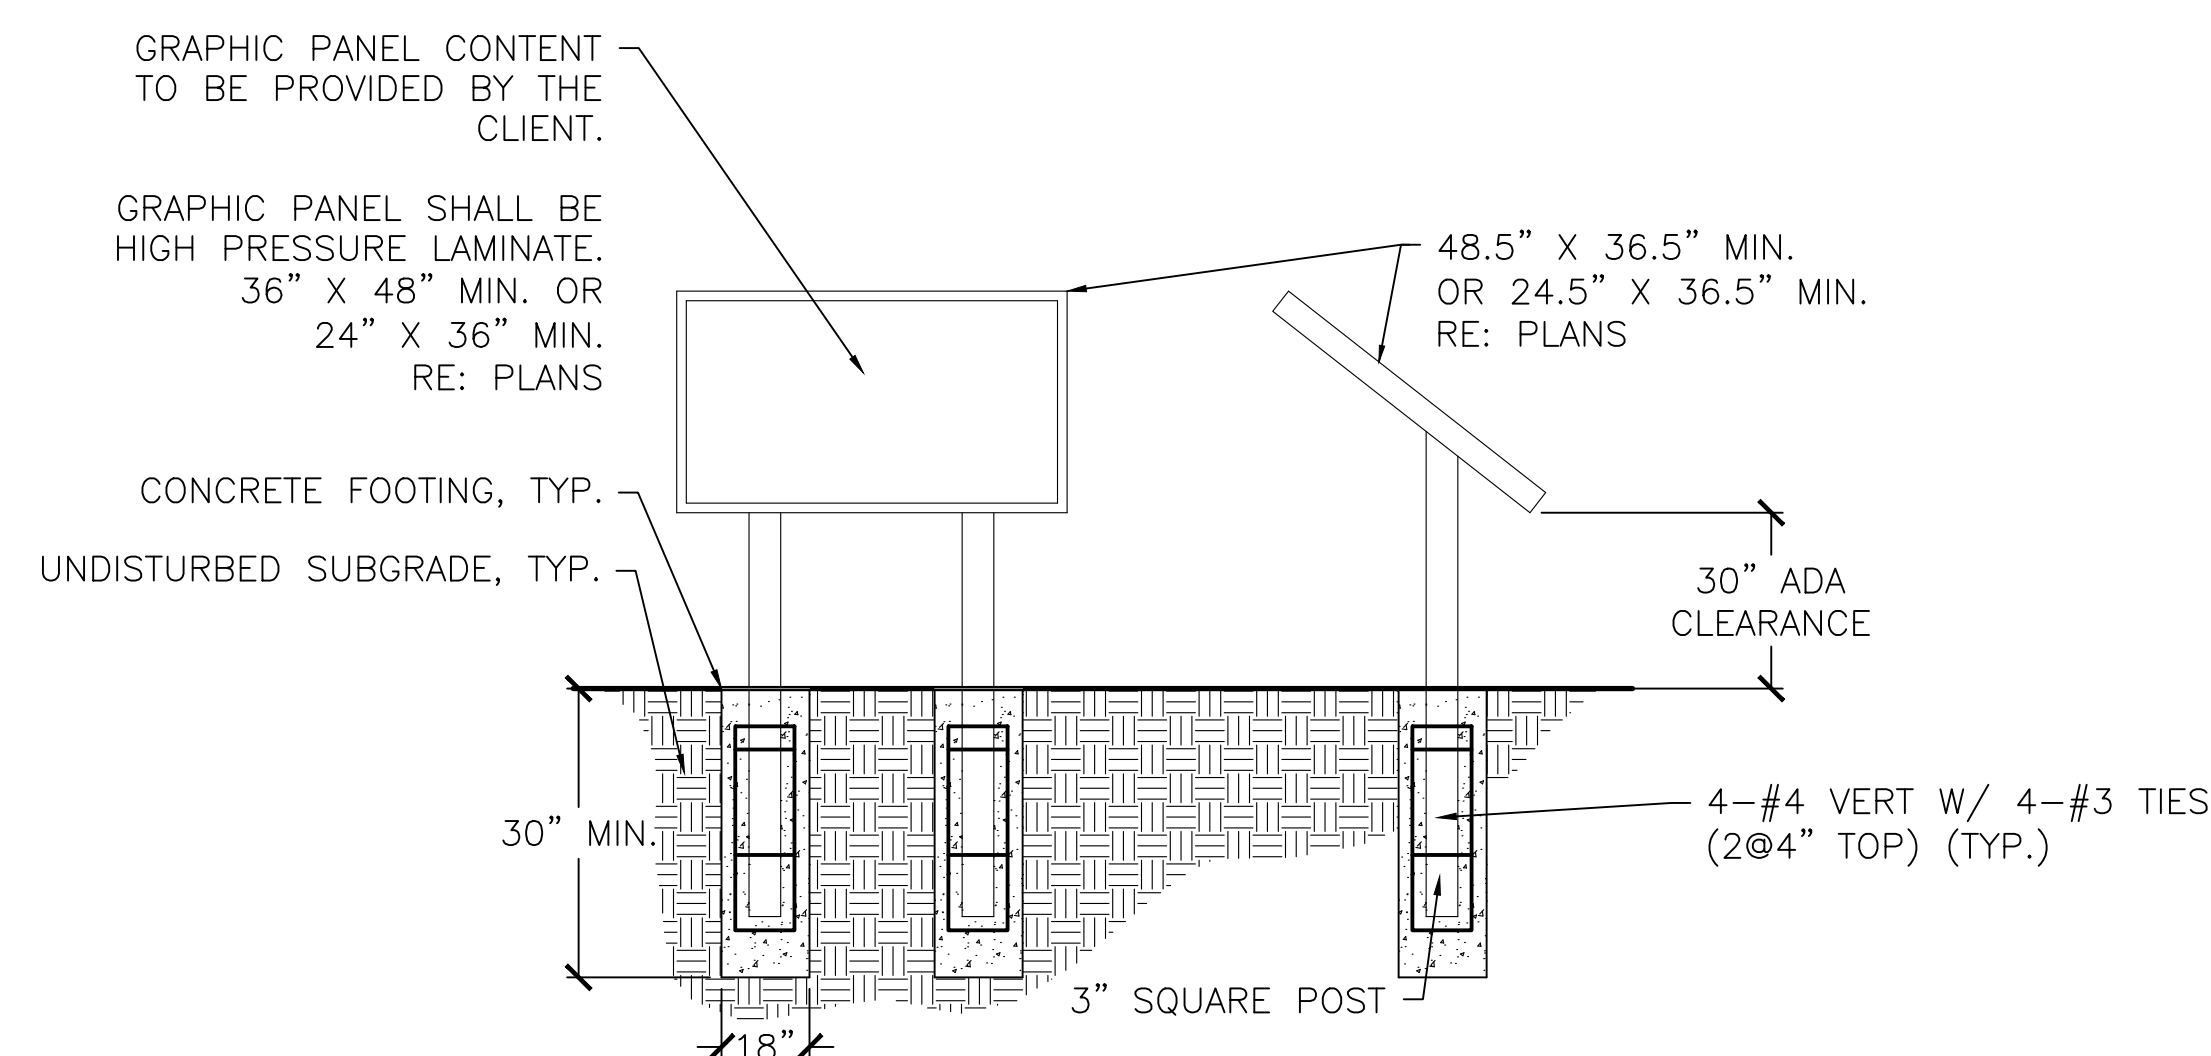 GRAPHIC PANEL CONTENT
TO BE PROVIDED BY THE
CLIENT.
GRAPHIC PANEL SHALL BE
HIGH PRESSURE LAMINATE.
36” X 48” MIN. OR
24” X 36” MIN.
RE: PLANS
48.5” X 36.5” MIN.
OR 24.5” X 36.5” MIN.
RE: PLANS
CONCRETE FOOTING, TYP.
UNDISTURBED SUBGRADE, TYP.
30” ADA
CLEARANCE
30” MIN.
4-#4 VERT W/ 4-#3 TIES
(2@4” TOP) (TYP.)
3” SQUARE POST
18”